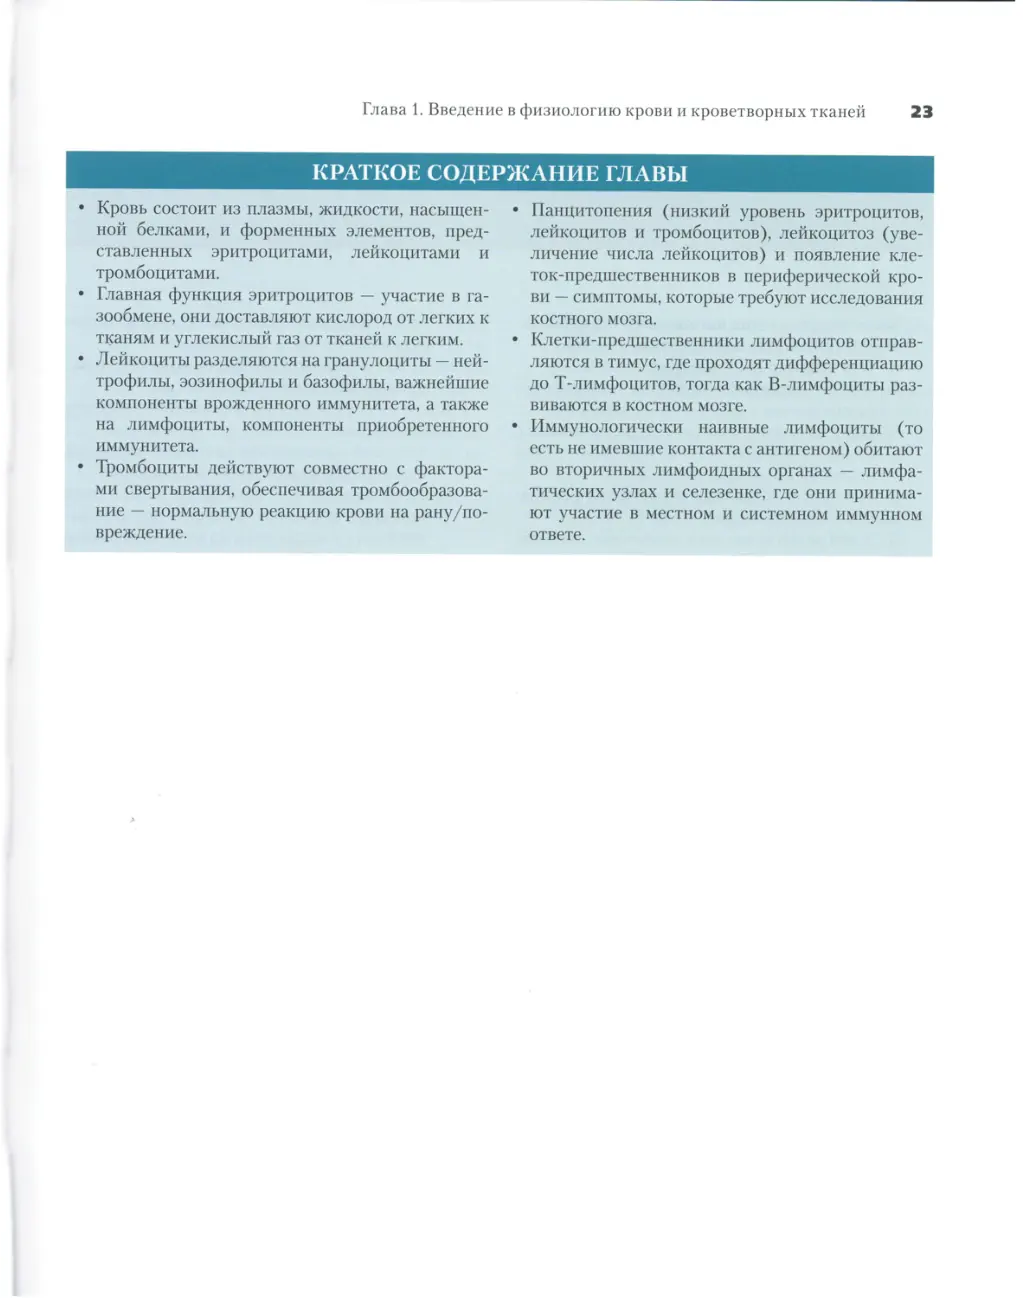 Глава 1. Введение в физиологию крови и кроветворных тканей 23
КРАТКОЕ СОДЕРЖАНИЕ ГЛАВЫ
• Кровь состоит из плазмы, жидкости, насыщен-
ной белками, и форменных элементов, пред-
ставленных эритроцитами, лейкоцитами и
тромбоцитами.
• Главная функция эритроцитов — участие в га-
зообмене, они доставляют кислород от легких к
тканям и углекислый газ от тканей к легким.
• Лейкоциты разделяются на гранулоциты — ней-
трофилы, эозинофилы и базофилы, важнейшие
компоненты врожденного иммунитета, а также
на лимфоциты, компоненты приобретенного
иммунитета.
• Тромбоциты действуют совместно с фактора-
ми свертывания, обеспечивая тромбообразова-
ние — нормальную реакцию крови на рану/по-
вреждение.
• Панцитопения (низкий уровень эритроцитов,
лейкоцитов и тромбоцитов), лейкоцитоз (уве-
личение числа лейкоцитов) и появление кле-
ток-предшественников в периферической кро-
ви — симптомы, которые требуют исследования
костного мозга.
• Клетки-предшественники лимфоцитов отправ-
ляются в тимус, где проходят дифференциацию
до Т-лимфоцитов, тогда как В-лимфоциты раз-
виваются в костном мозге.
• Иммунологически наивные лимфоциты (то
есть не имевшие контакта с антигеном) обитают
во вторичных лимфоидных органах — лимфа-
тических узлах и селезенке, где они принима-
ют участие в местном и системном иммунном
ответе.